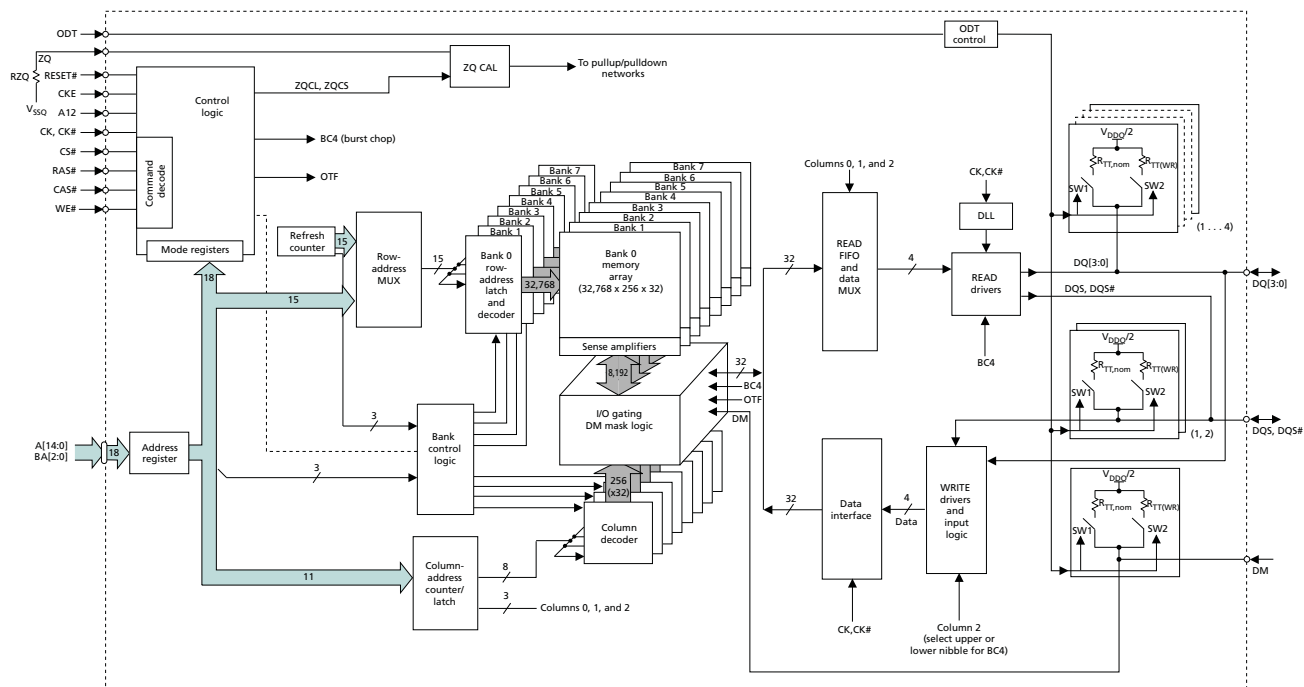 ODT
ODT
control
ZQ
RZQ
VSSQ
RESET#
CKE
A12
CK, CK#
CS#
RAS#
CAS#
WE#
Control
logic
Command
decode
Mode registers
ZQCL, ZQCS
ZQ CAL
To pullup/pulldown
networks
BC4 (burst chop)
OTF
Refresh
counter
15
Row-
address
MUX
15
18
15
Bank 7
Bank 6
Bank 5
Bank 4
Bank 3
Bank 2
Bank 1
Bank 0
row-
address
latch
and
decoder
32,768
Bank 7
Bank 6
Bank 5
Bank 4
Bank 3
Bank 2
Bank 1
Bank 0
memory
array
(32,768 x 256 x 32)
Sense amplifiers
8,192
I/O gating
DM mask logic
32
BC4
OTF
DM
256
(x32)
Column
decoder
3
Bank
control
logic
3
A[14:0]
BA[2:0]
18
Address
register
11
Column-
address
counter/
latch
8
3
Columns 0, 1, and 2
Columns 0, 1, and 2
32
READ
FIFO
and
data
MUX
4
CK,CK#
DLL
READ
drivers
BC4
DQ[3:0]
DQS, DQS#
32
Data
interface
CK,CK#
4
Data
WRITE
drivers
and
input
logic
Column 2
(select upper or
lower nibble for BC4)
VDDQ/2
RTT,nom
RTT(WR)
SW1
SW2
(1 . . . 4)
DQ[3:0]
VDDQ/2
RTT,nom
RTT(WR)
SW1
SW2
(1, 2)
DQS, DQS#
VDDQ/2
RTT,nom
RTT(WR)
SW1
SW2
DM